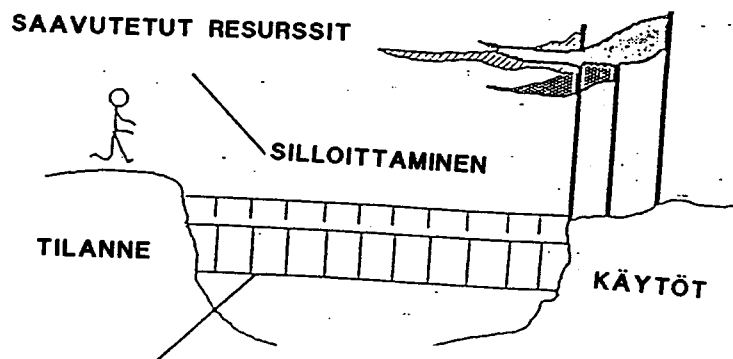 SAAVUTETUT RESURSSIT
SILLOITTAMINEN
TILANNE
KÄYTÖT